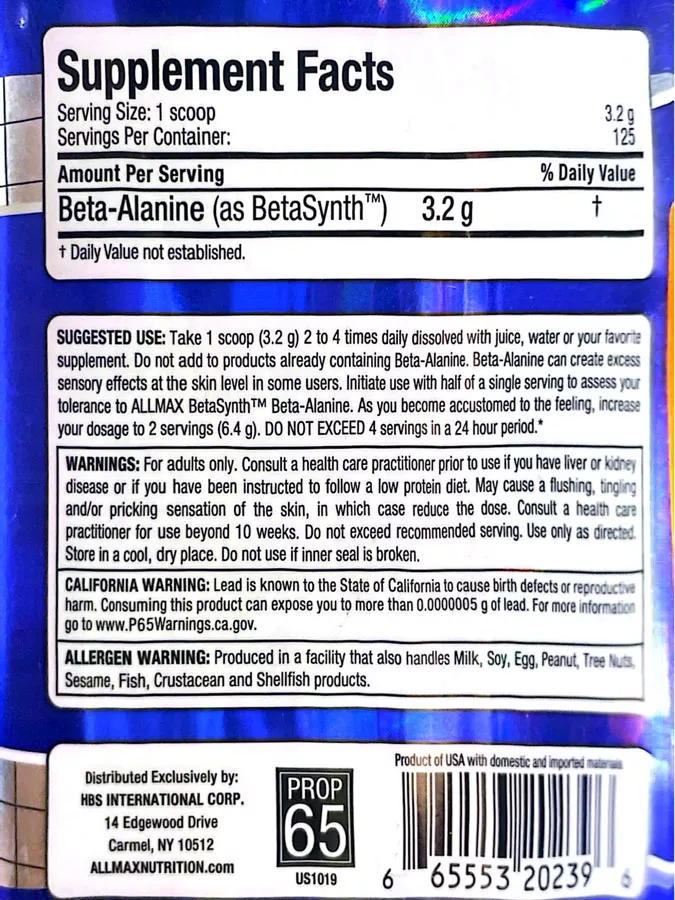 Supplement Facts
Serving Size: 1 scoop 3.2 g
Servings Per Container: 125
Amount Per Serving % Daily Value
Beta-Alanine (as BetaSynth™) 3.2 g †
† Daily Value not established.
SUGGESTED USE: Take 1 scoop (3.2 g) 2 to 4 times daily dissolved with juice, water or your favorite
supplement. Do not add to products already containing Beta-Alanine. Beta-Alanine can create excess
sensory effects at the skin level in some users. Initiate use with half of a single serving to assess your
tolerance to ALLMAX BetaSynth™ Beta-Alanine. As you become accustomed to the feeling, increase
your dosage to 2 servings (6.4 g). DO NOT EXCEED 4 servings in a 24 hour period.*
WARNINGS: For adults only. Consult a health care practitioner prior to use if you have liver or kidney
disease or if you have been instructed to follow a low protein diet. May cause a flushing, tingling
and/or pricking sensation of the skin, in which case reduce the dose. Consult a health care
practitioner for use beyond 10 weeks. Do not exceed recommended serving. Use only as directed.
Store in a cool, dry place. Do not use if inner seal is broken.
CALIFORNIA WARNING: Lead is known to the State of California to cause birth defects or reproductive
harm. Consuming this product can expose you to more than 0.0000005 g of lead. For more information
go to www.P65Warnings.ca.gov.
ALLERGEN WARNING: Produced in a facility that also handles Milk, Soy, Egg, Peanut, Tree Nuts,
Sesame, Fish, Crustacean and Shellfish products.
Distributed Exclusively by:
HBS INTERNATIONAL CORP.
14 Edgewood Drive
Carmel, NY 10512
ALLMAXNUTRITION.com
PROP
65
US1019
Product of USA with domestic and imported materials
6 65553 20239 6